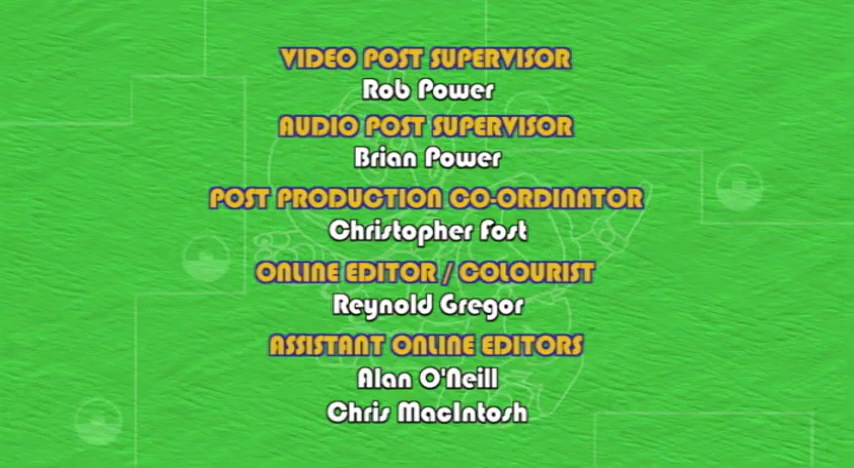 VIDEO POST SUPERVISOR
Rob Power
AUDIO POST SUPERVISOR
Brian Power
POST PRODUCTION CO-ORDINATOR
Christopher Fost
ONLINE EDITOR / COLOURIST
Reynold Gregor
ASSISTANT ONLINE EDITORS
Alan O'Neill
Chris MacIntosh